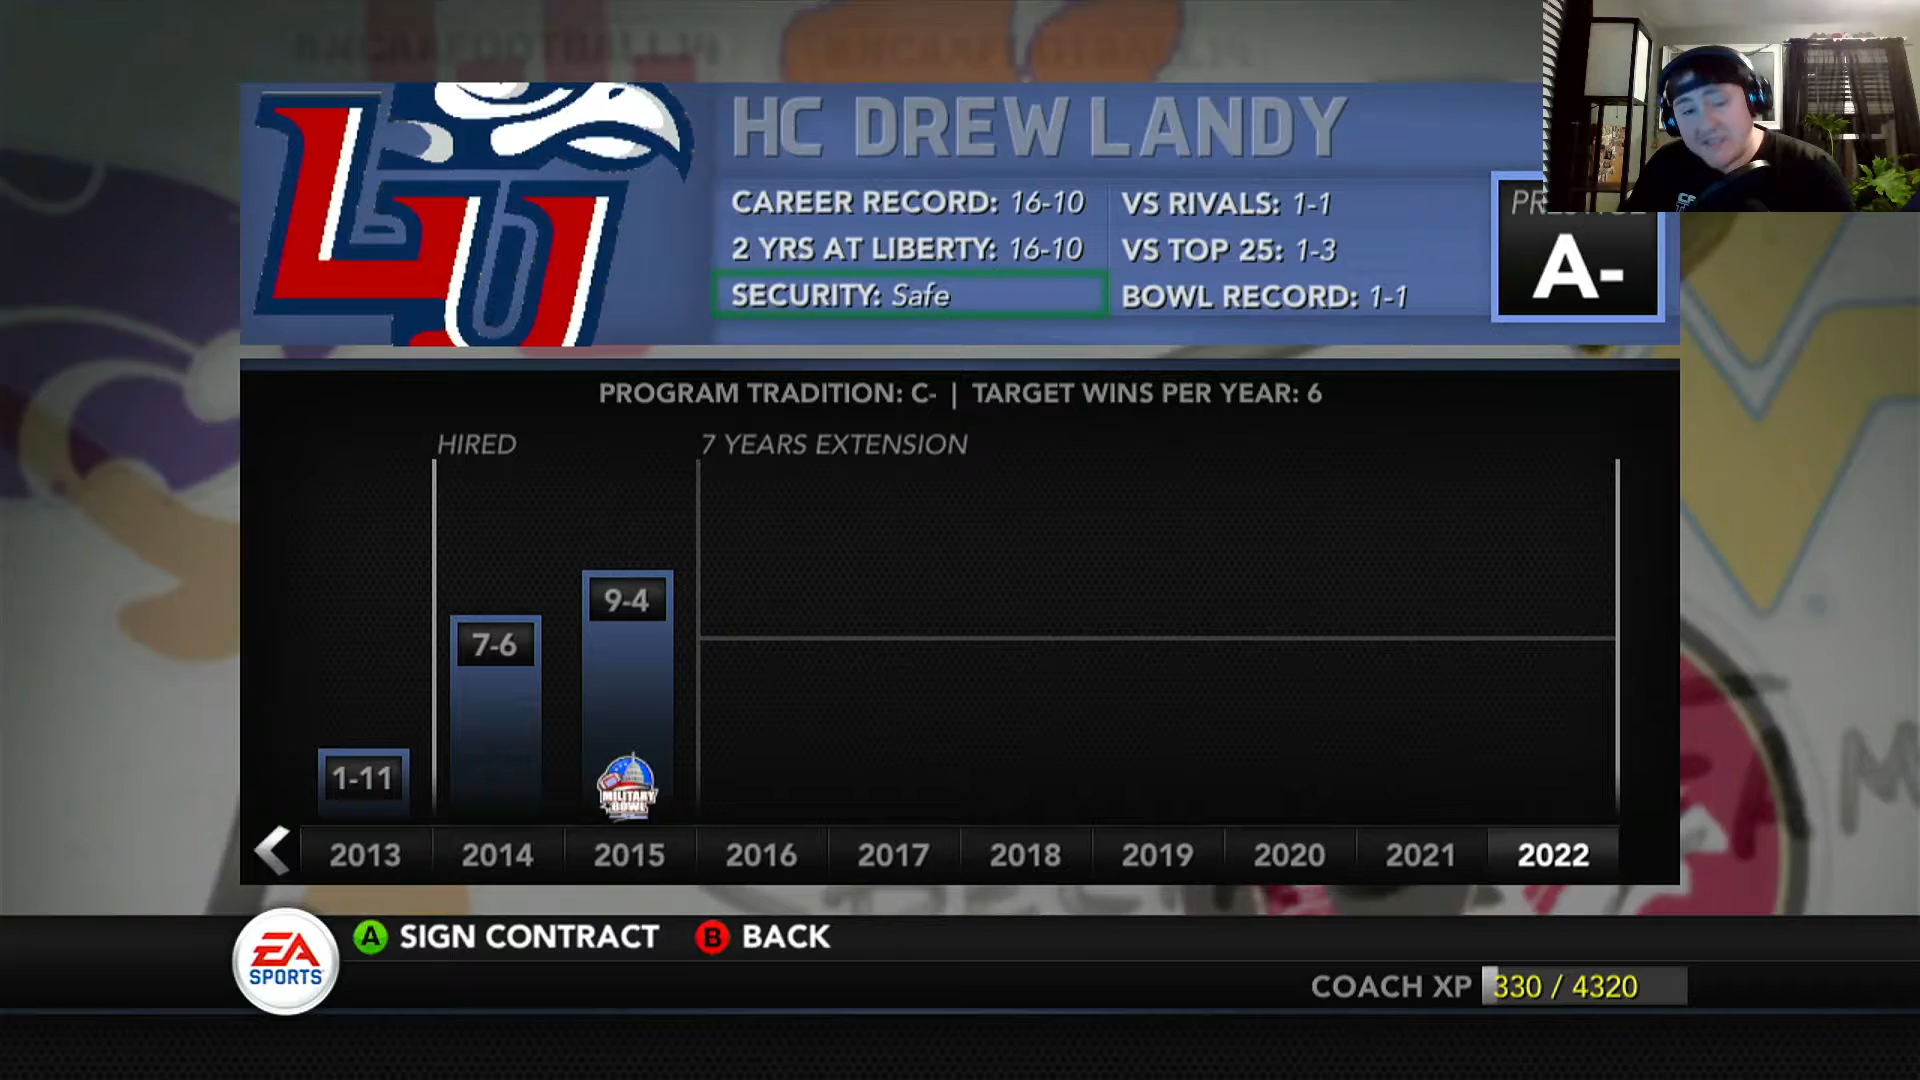 HC DREW LANDY
CAREER RECORD: 16-10
VS RIVALS: 1-1
2 YRS AT LIBERTY: 16-10
VS TOP 25: 1-3
SECURITY: Safe
BOWL RECORD: 1-1
A-
PROGRAM TRADITION: C- | TARGET WINS PER YEAR: 6
HIRED
7 YEARS EXTENSION
9-4
7-6
1-11
MILITARY
BOWL
2013 2014 2015 2016 2017 2018 2019 2020 2021 2022
A SIGN CONTRACT B BACK
EA
SPORTS
COACH XP 330 / 4320